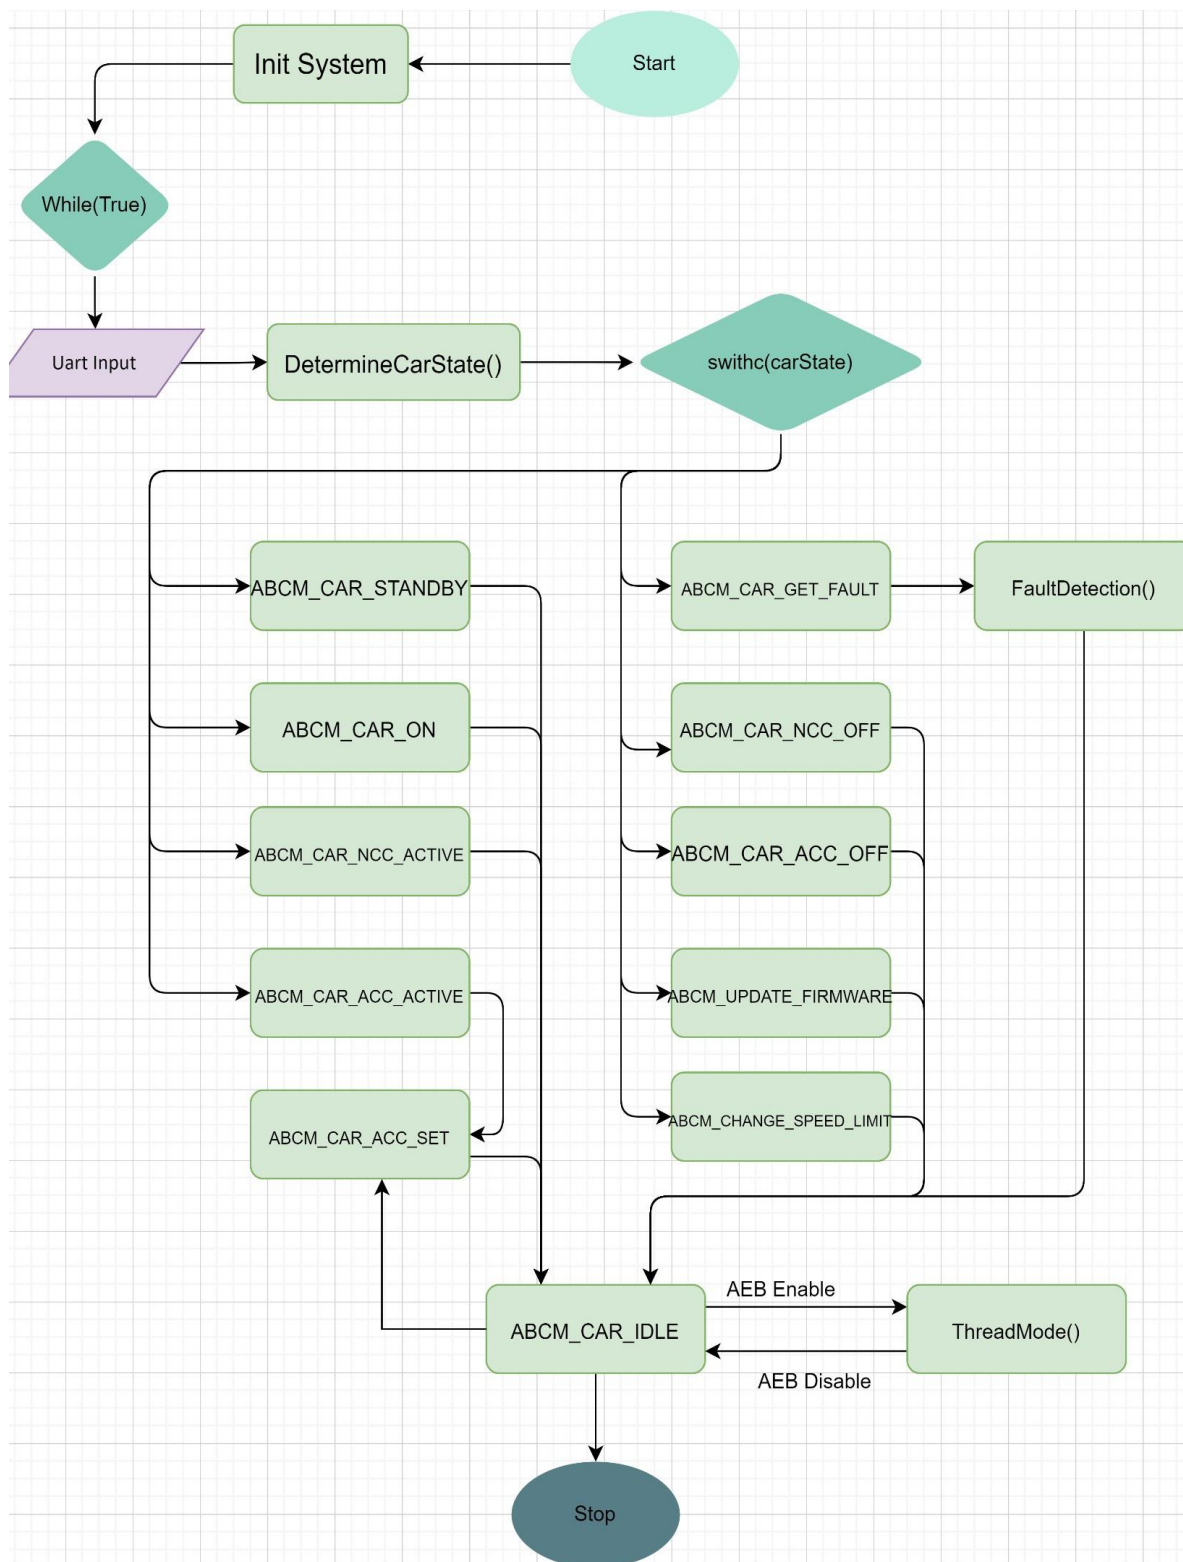 Init System
Start
While(True)
Uart Input
DetermineCarState()
swithc(carState)
ABCM_CAR_STANDBY
ABCM_CAR_GET_FAULT
FaultDetection()
ABCM_CAR_ON
ABCM_CAR_NCC_OFF
ABCM_CAR_NCC_ACTIVE
ABCM_CAR_ACC_OFF
ABCM_CAR_ACC_ACTIVE
ABCM_UPDATE_FIRMWARE
ABCM_CAR_ACC_SET
ABCM_CHANGE_SPEED_LIMIT
AEB Enable
ABCM_CAR_IDLE
ThreadMode()
AEB Disable
Stop